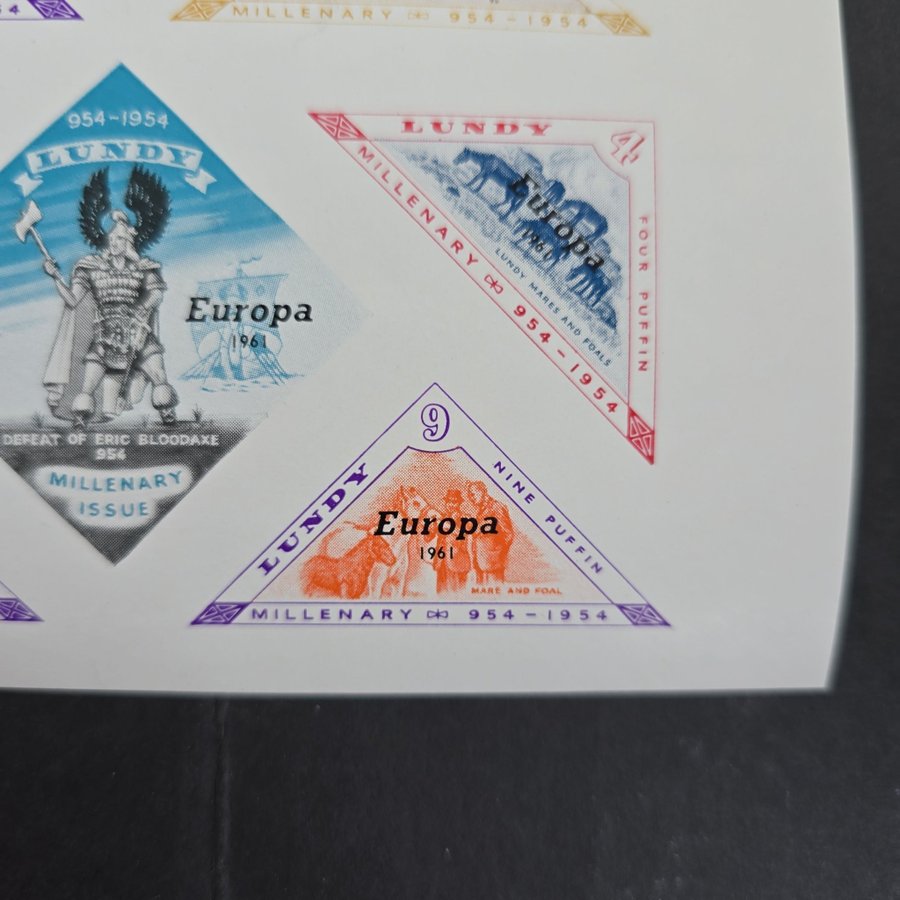 54
MILLENARY 954-1954
954-1954
LUNDY
Europa
1961
DEFEAT OF ERIC BLOODAXE
954
MILLENARY
ISSUE
LUNDY
4
FOUR PUFFIN
MILLENARY 954-1954
Europa
1961
LUNDY MARES AND FOALS
9
LUNDY
NINE PUFFIN
Europa
1961
MARE AND FOAL
MILLENARY 954-1954